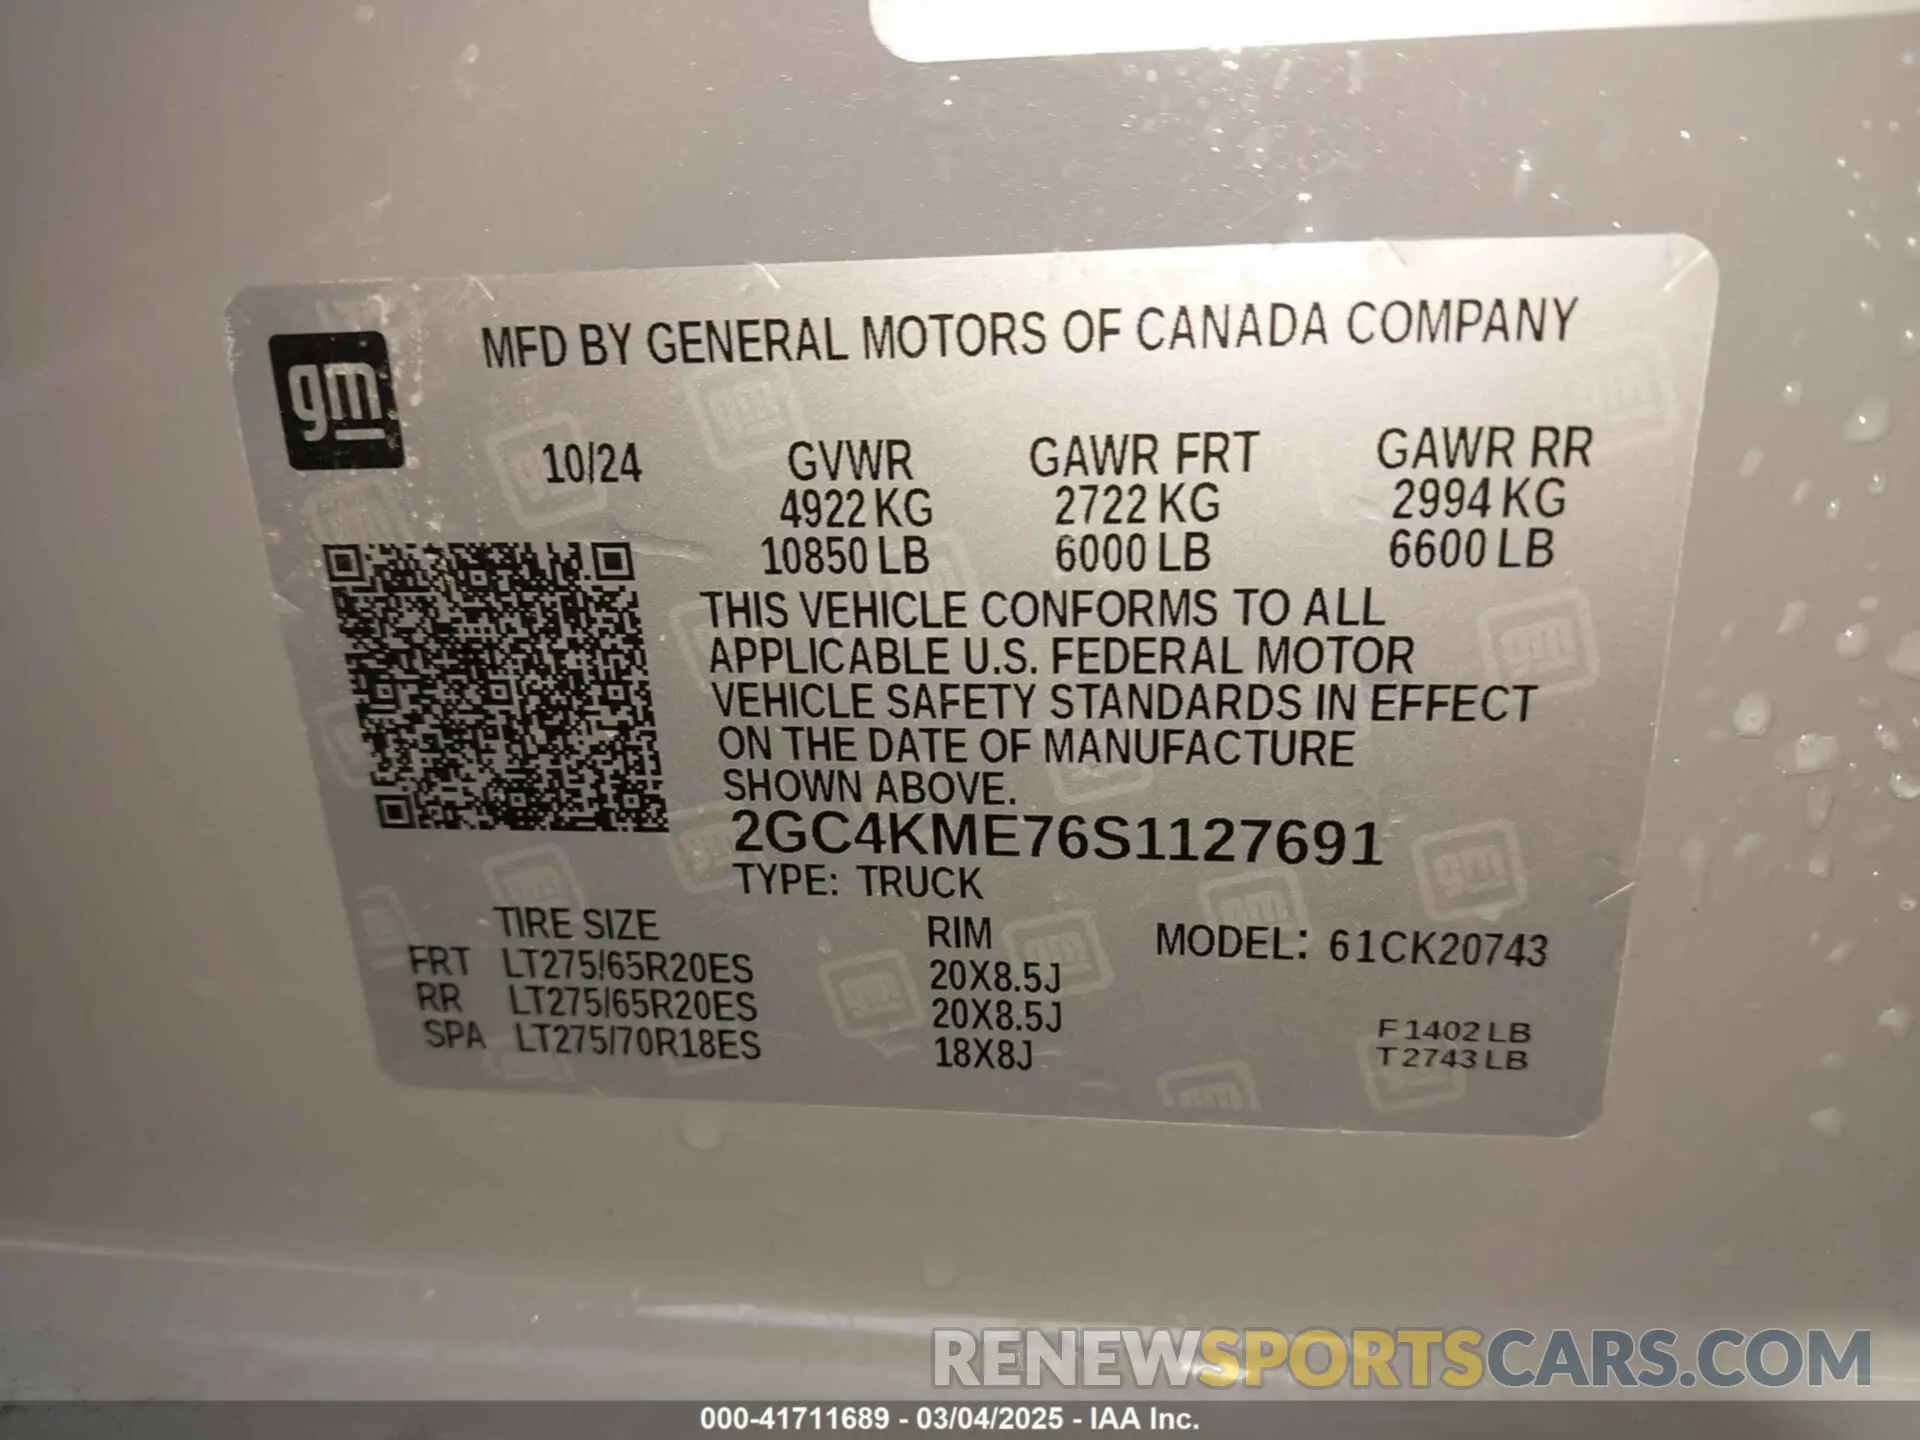 MFD BY GENERAL MOTORS OF CANADA COMPANY
gm
10/24 GVWR GAWR FRT GAWR RR
4922 KG 2722 KG 2994 KG
10850 LB 6000 LB 6600 LB
THIS VEHICLE CONFORMS TO ALL
APPLICABLE U.S. FEDERAL MOTOR
VEHICLE SAFETY STANDARDS IN EFFECT
ON THE DATE OF MANUFACTURE
SHOWN ABOVE.
2GC4KME76S1127691
TYPE: TRUCK
TIRE SIZE RIM MODEL: 61CK20743
FRT LT275/65R20ES 20X8.5J
RR LT275/65R20ES 20X8.5J
SPA LT275/70R18ES 18X8J
F 1402 LB
T 2743 LB
RENEWSPORTSCARS.COM
000-41711689 - 03/04/2025 - IAA Inc.